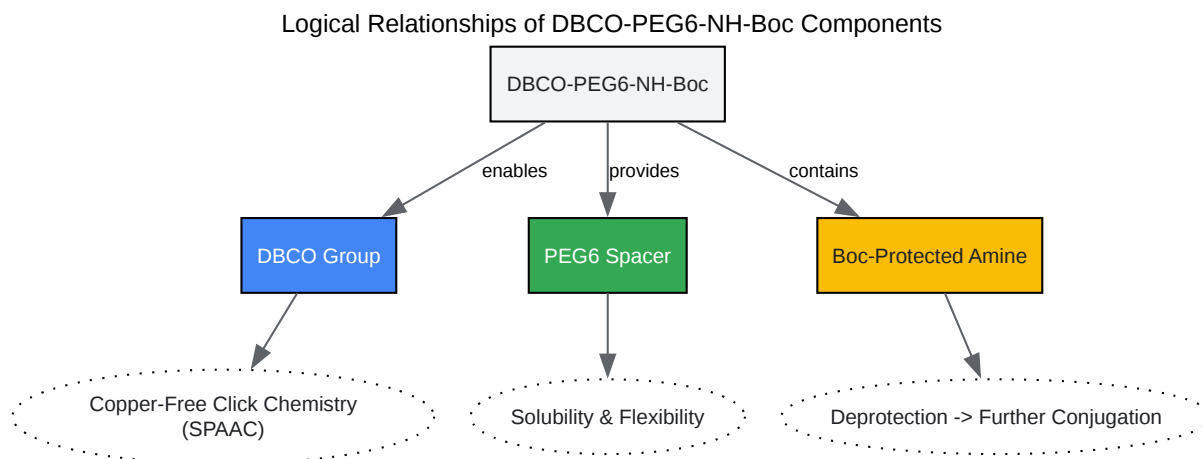 Logical Relationships of DBCO-PEG6-NH-Boc Components
DBCO-PEG6-NH-Boc
enables
provides
contains
DBCO Group
PEG6 Spacer
Boc-Protected Amine
Copper-Free Click Chemistry
(SPAAC)
Solubility & Flexibility
Deprotection -> Further Conjugation